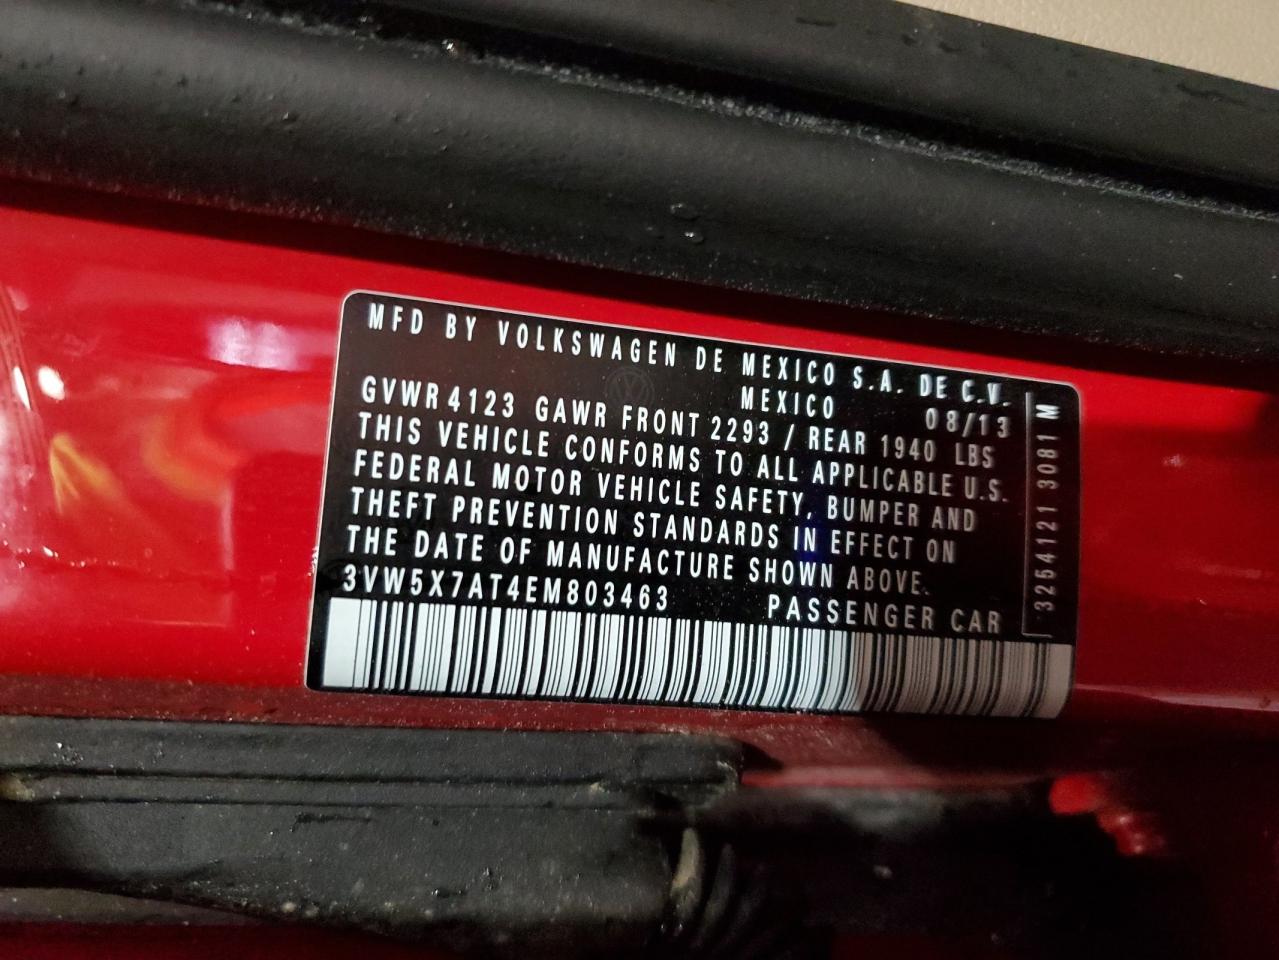 MFD BY VOLKSWAGEN DE MEXICO S.A. DE C.V.
MEXICO 08/13
GVWR 4123 GAWR FRONT 2293 / REAR 1940 LBS
THIS VEHICLE CONFORMS TO ALL APPLICABLE U.S.
FEDERAL MOTOR VEHICLE SAFETY, BUMPER AND
THEFT PREVENTION STANDARDS IN EFFECT ON
THE DATE OF MANUFACTURE SHOWN ABOVE.
3VW5X7AT4EM803463 PASSENGER CAR
3254121 3081 M